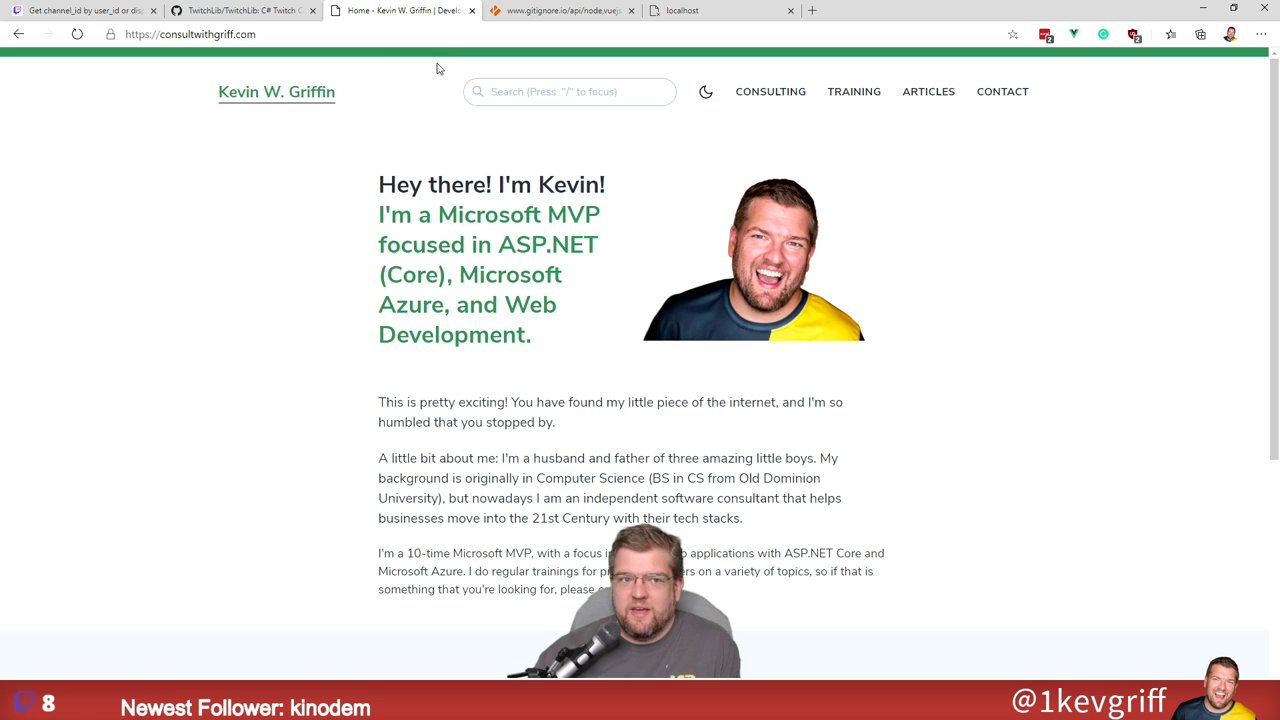 Get channel_id by user_id or disa
TwitchLib/TwitchLib: C# Twitch C
Home - Kevin W. Griffin | Develo
www.gitignore.io/api/node,vuejs
localhost
https://consultwithgriff.com
2
2
Kevin W. Griffin
Search (Press "/" to focus)
CONSULTING
TRAINING
ARTICLES
CONTACT
Hey there! I'm Kevin!
I'm a Microsoft MVP
focused in ASP.NET
(Core), Microsoft
Azure, and Web
Development.
This is pretty exciting! You have found my little piece of the internet, and I'm so
humbled that you stopped by.
A little bit about me: I'm a husband and father of three amazing little boys. My
background is originally in Computer Science (BS in CS from Old Dominion
University), but nowadays I am an independent software consultant that helps
businesses move into the 21st Century with their tech stacks.
I'm a 10-time Microsoft MVP, with a focus applications with ASP.NET Core and
Microsoft Azure. I do regular trainings for on a variety of topics, so if that is
something that you're looking for, please
8
Newest Follower: kinodem
@1kevgriff